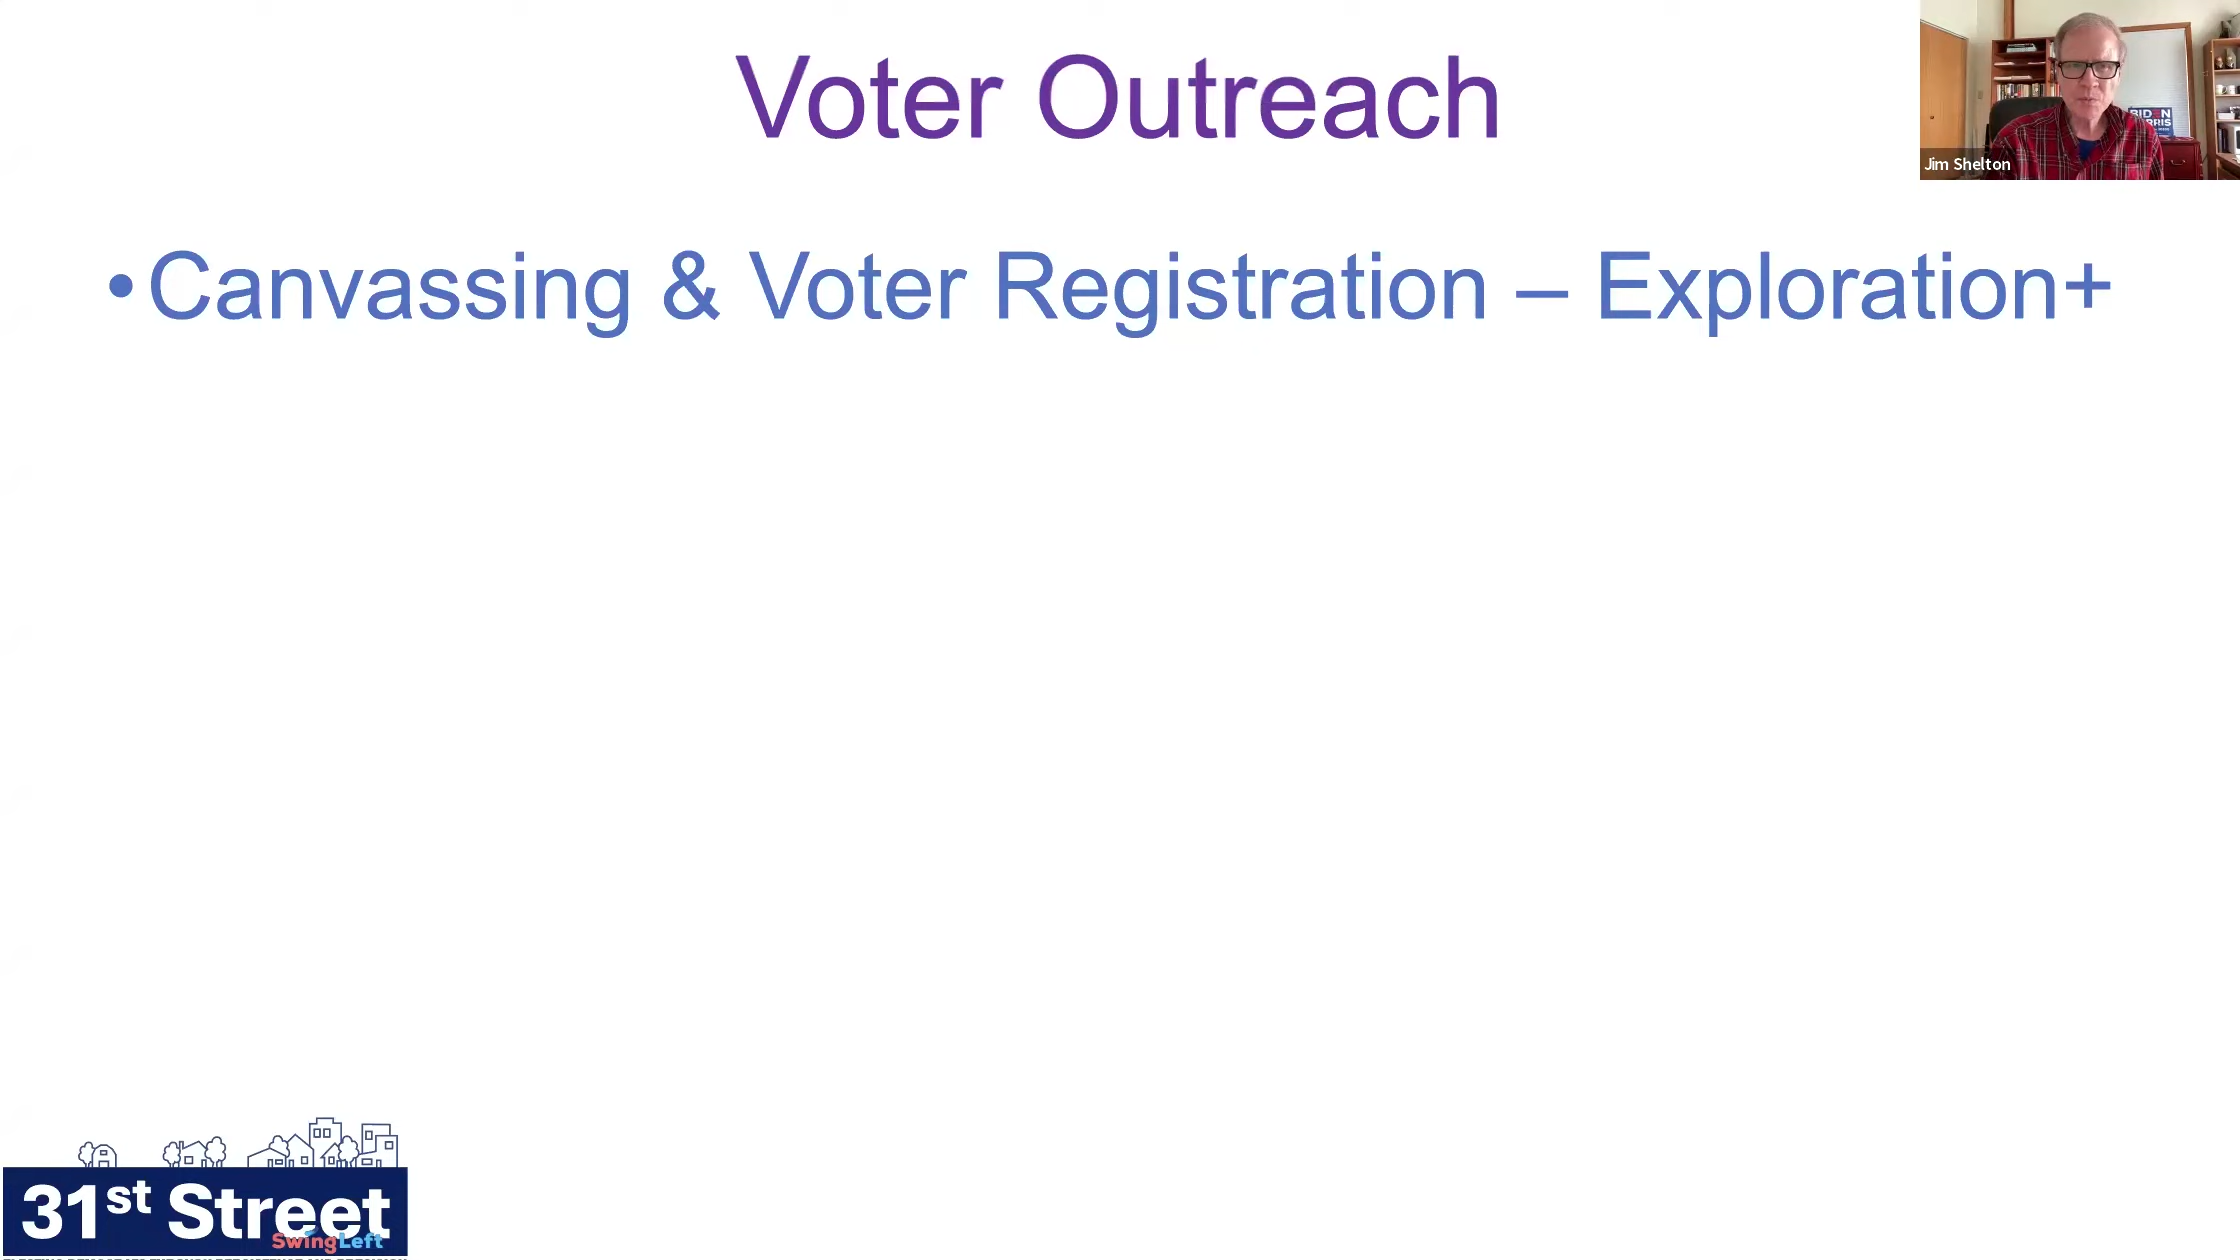 Voter Outreach
Jim Shelton
•Canvassing & Voter Registration – Exploration+
31st Street
SwingLeft